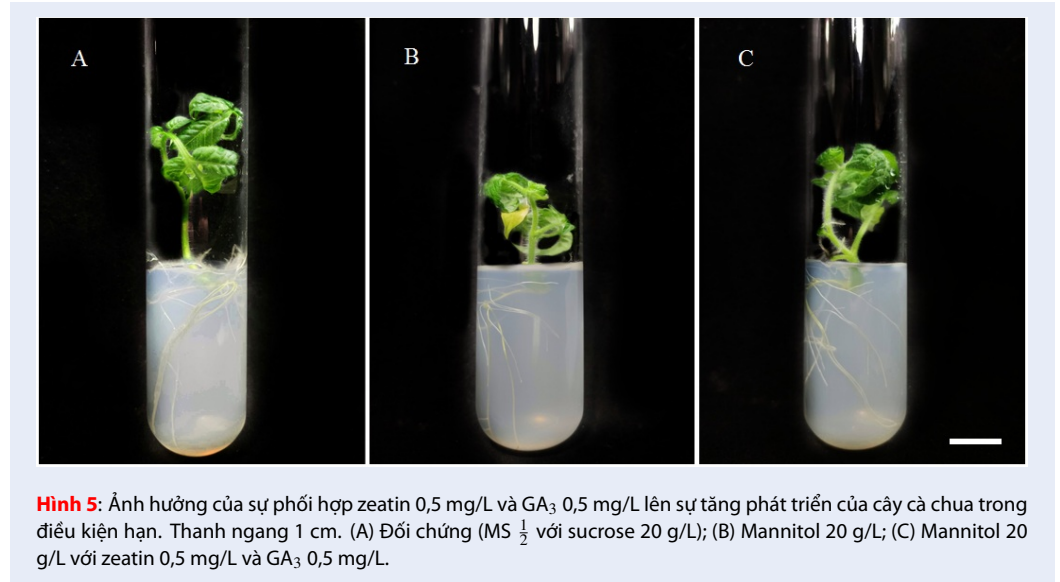 A
B
C
Hình 5: Ảnh hưởng của sự phối hợp zeatin 0,5 mg/L và GA₃ 0,5 mg/L lên sự tăng phát triển của cây cà chua trong
điều kiện hạn. Thanh ngang 1 cm. (A) Đối chứng (MS ½ với sucrose 20 g/L); (B) Mannitol 20 g/L; (C) Mannitol 20
g/L với zeatin 0,5 mg/L và GA₃ 0,5 mg/L.